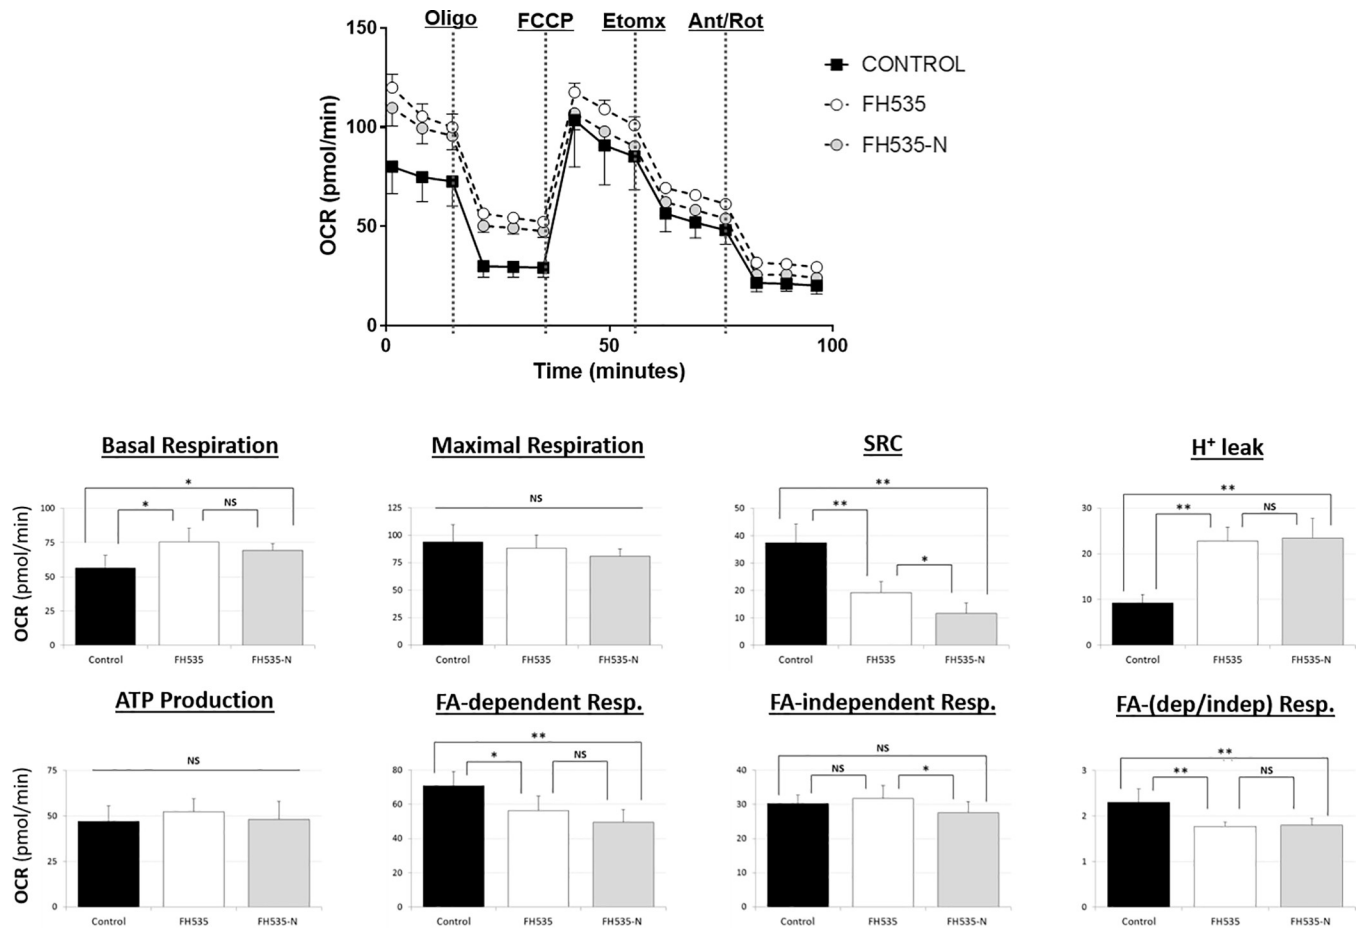 Oligo FCCP Etomx Ant/Rot
150
100
50
0
OCR (pmol/min)
0 50 100
Time (minutes)
CONTROL
FH535
FH535-N
Basal Respiration
*
* NS
100
75
50
25
0
OCR (pmol/min)
Control FH535 FH535-N
Maximal Respiration
NS
125
100
75
50
25
0
Control FH535 FH535-N
SRC
**
**
*
50
40
30
20
10
0
Control FH535 FH535-N
H⁺ leak
**
** NS
30
20
10
0
Control FH535 FH535-N
ATP Production
NS
75
50
25
0
OCR (pmol/min)
Control FH535 FH535-N
FA-dependent Resp.
**
* NS
80
60
40
20
0
Control FH535 FH535-N
FA-independent Resp.
NS
NS *
40
30
20
10
0
Control FH535 FH535-N
FA-(dep/indep) Resp.
**
** NS
3
2
1
0
Control FH535 FH535-N